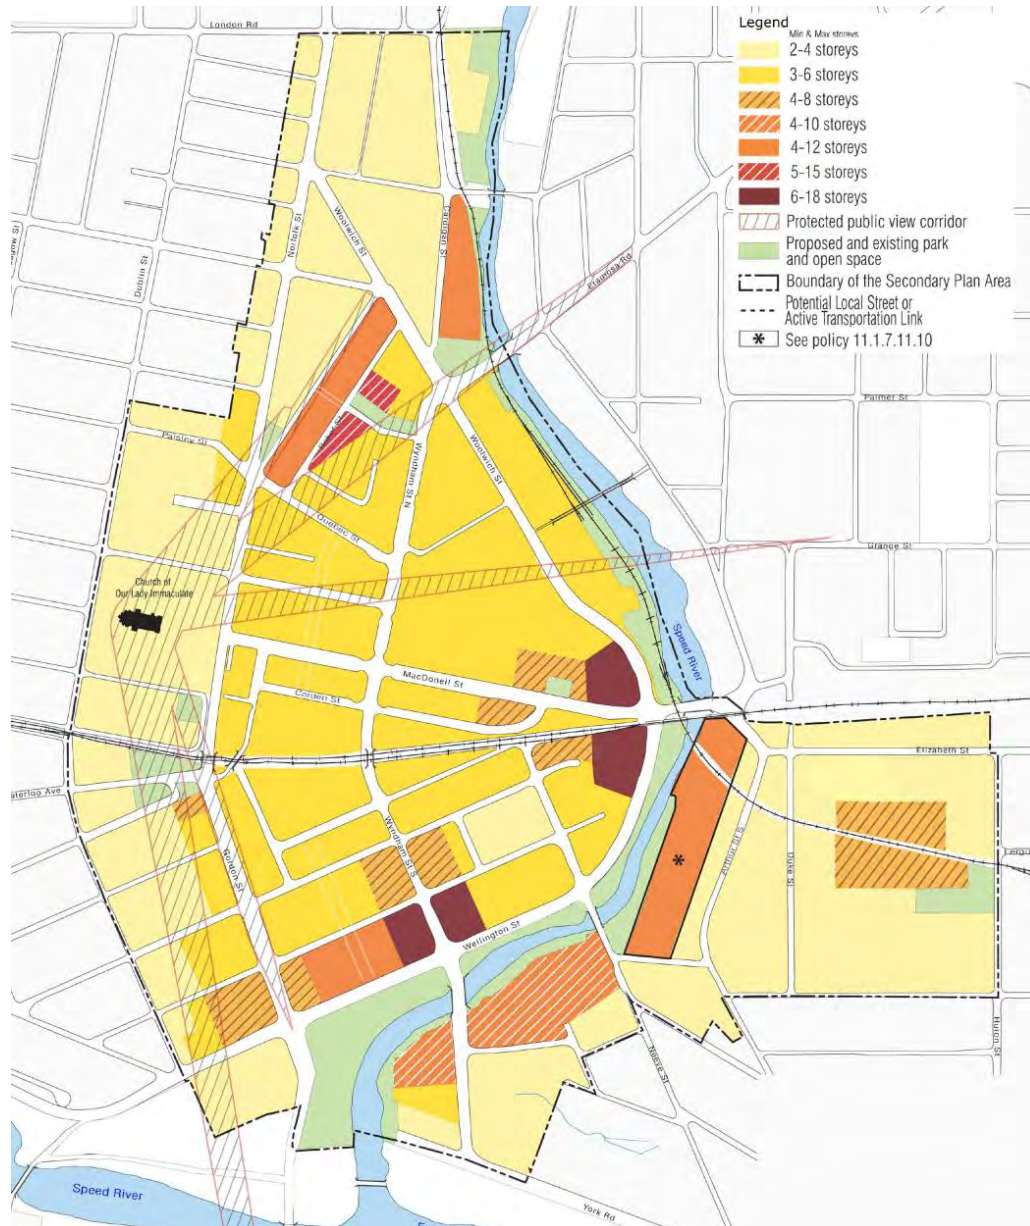 London Rd
Legend
Min & Max storeys
2-4 storeys
3-6 storeys
4-8 storeys
4-10 storeys
4-12 storeys
5-15 storeys
6-18 storeys
Protected public view corridor
Proposed and existing park
and open space
Boundary of the Secondary Plan Area
Potential Local Street or
Active Transportation Link
* See policy 11.1.7.11.10
Cardigan St
Woolwich St
Norfolk St
Dublin St
Eramosa Rd
Palmer St
Paisley St
Wyndham St N
Woolwich St
Quebec St
Grange St
Church of
Our Lady Immaculate
Speed River
MacDonell St
Carden St
Elizabeth St
Waterloo Ave
Wyndham St S
Gordon St
Arthur St S
Duke St
*
Wellington St
Huron St
Neeve St
Speed River
York Rd